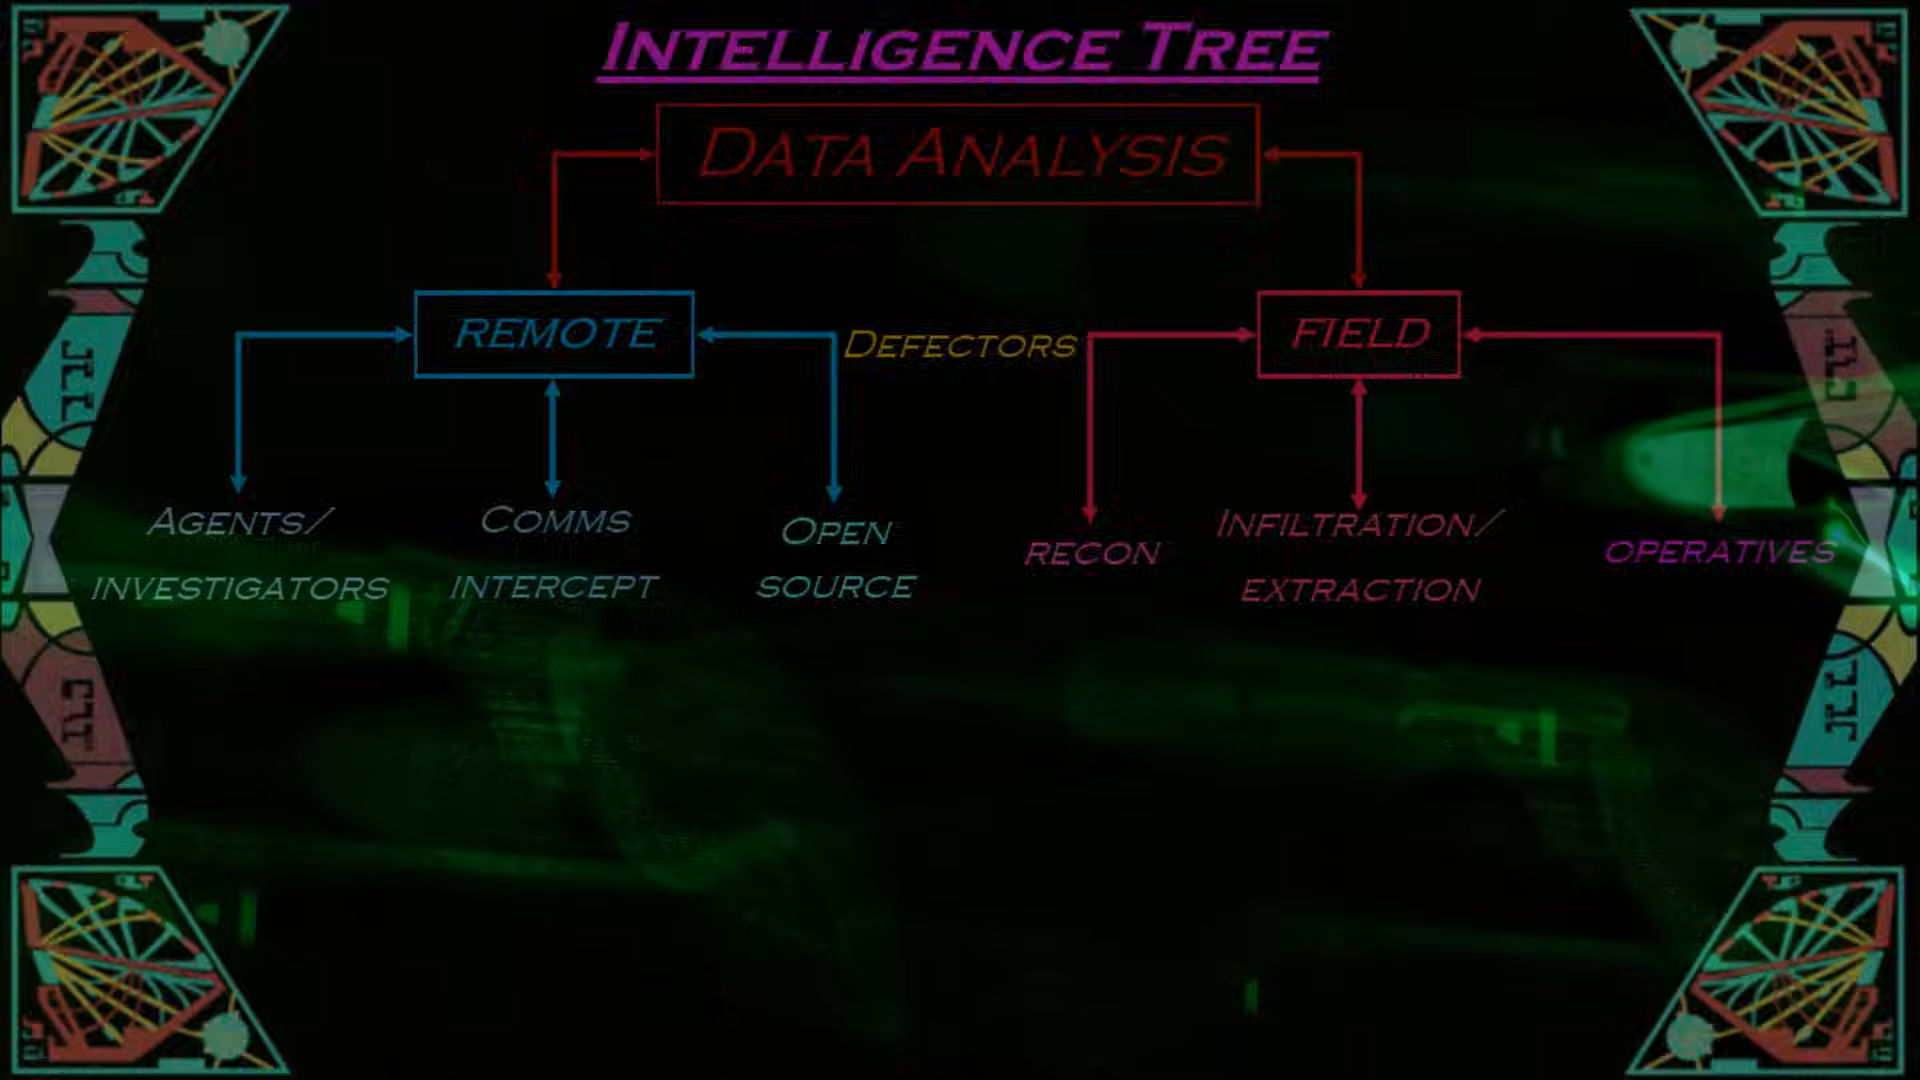 INTELLIGENCE TREE
DATA ANALYSIS
REMOTE
DEFECTORS
FIELD
AGENTS/
INVESTIGATORS
COMMS
INTERCEPT
OPEN
SOURCE
RECON
INFILTRATION/
EXTRACTION
OPERATIVES